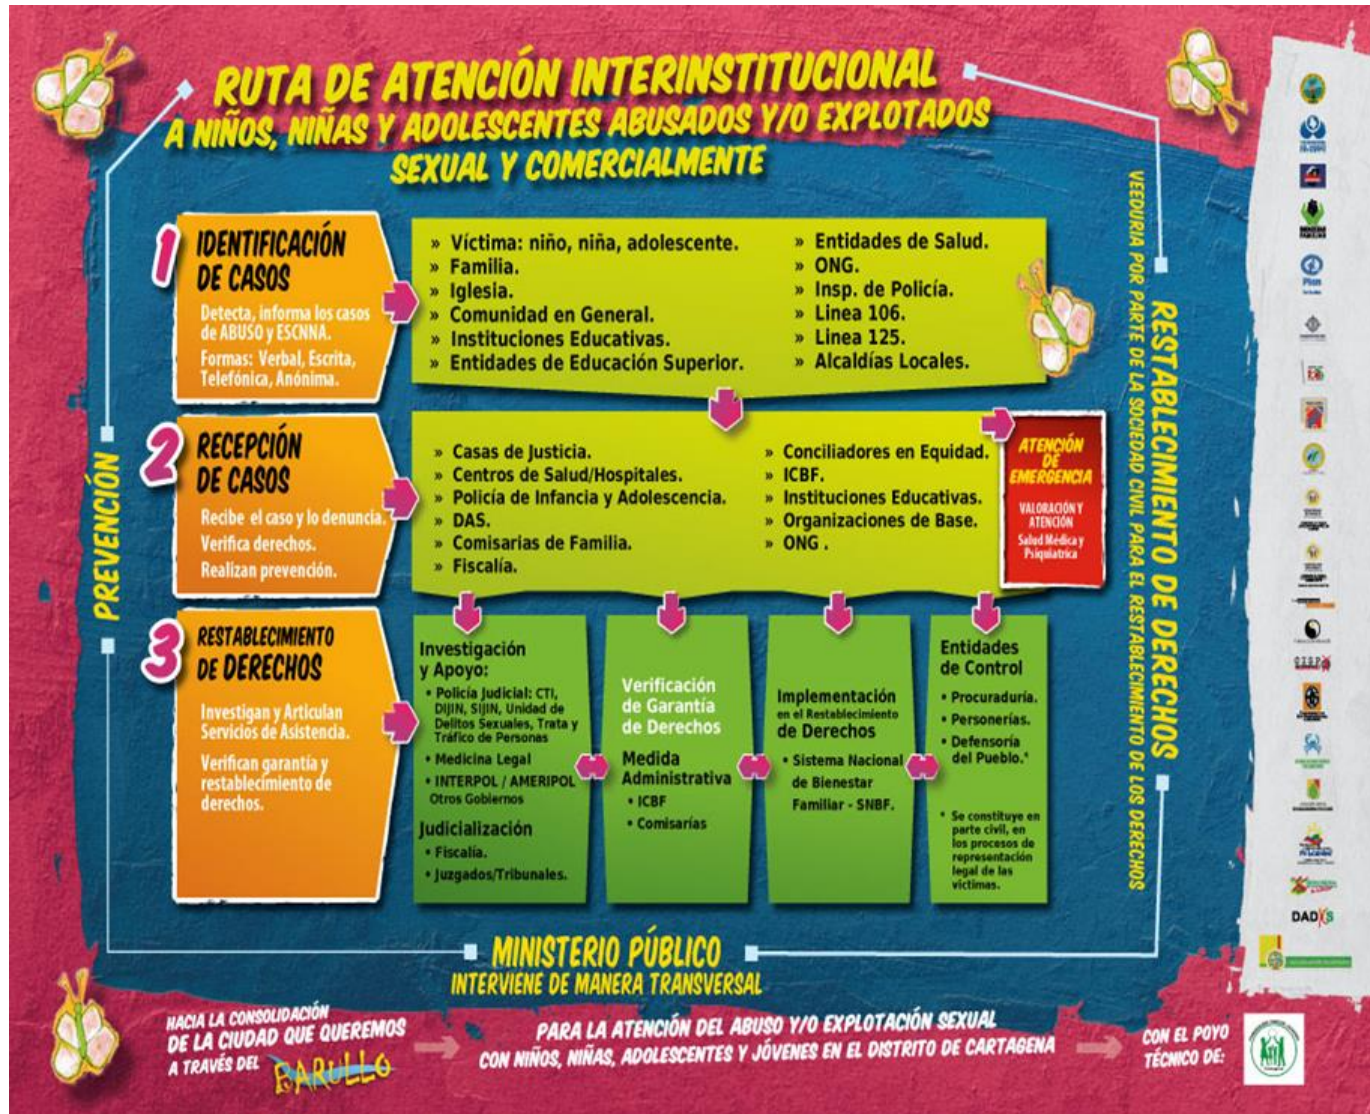 RUTA DE ATENCIÓN INTERINSTITUCIONAL
A NIÑOS, NIÑAS Y ADOLESCENTES ABUSADOS Y/O EXPLOTADOS
SEXUAL Y COMERCIALMENTE
1 IDENTIFICACIÓN
DE CASOS
Detecta, informa los casos
de ABUSO y ESCNNA.
Formas: Verbal, Escrita,
Telefónica, Anónima.
» Víctima: niño, niña, adolescente.
» Familia.
» Iglesia.
» Comunidad en General.
» Instituciones Educativas.
» Entidades de Educación Superior.
» Entidades de Salud.
» ONG.
» Insp. de Policía.
» Linea 106.
» Linea 125.
» Alcaldías Locales.
2 RECEPCIÓN
DE CASOS
Recibe el caso y lo denuncia.
Verifica derechos.
Realizan prevención.
» Casas de Justicia.
» Centros de Salud/Hospitales.
» Policía de Infancia y Adolescencia.
» DAS.
» Comisarias de Familia.
» Fiscalía.
» Conciliadores en Equidad.
» ICBF.
» Instituciones Educativas.
» Organizaciones de Base.
» ONG .
ATENCIÓN
DE
EMERGENCIA
VALORACIÓN Y
ATENCIÓN
Salud Médica y
Psiquiatrica
3 RESTABLECIMIENTO
DE DERECHOS
Investigan y Articulan
Servicios de Asistencia.
Verifican garantía y
restablecimiento de
derechos.
Investigación
y Apoyo:
• Policía Judicial: CTI,
DIJIN, SIJIN, Unidad de
Delitos Sexuales, Trata y
Tráfico de Personas
• Medicina Legal
• INTERPOL / AMERIPOL
Otros Gobiernos
Judicialización
• Fiscalía.
• Juzgados/Tribunales.
Verificación
de Garantía
de Derechos
Medida
Administrativa
• ICBF
• Comisarías
Implementación
en el Restablecimiento
de Derechos
• Sistema Nacional
de Bienestar
Familiar - SNBF.
Entidades
de Control
• Procuraduría.
• Personerías.
• Defensoría
del Pueblo.*
* Se constituye en
parte civil, en
los procesos de
representación
legal de las
victimas.
PREVENCIÓN
RESTABLECIMIENTO DE DERECHOS
VEEDURIA POR PARTE DE LA SOCIEDAD CIVIL PARA EL RESTABLECIMIENTO DE LOS DERECHOS
MINISTERIO PÚBLICO
INTERVIENE DE MANERA TRANSVERSAL
HACIA LA CONSOLIDACIÓN
DE LA CIUDAD QUE QUEREMOS
A TRAVÉS DEL BARULLO
PARA LA ATENCIÓN DEL ABUSO Y/O EXPLOTACIÓN SEXUAL
CON NIÑOS, NIÑAS, ADOLESCENTES Y JÓVENES EN EL DISTRITO DE CARTAGENA
CON EL POYO
TÉCNICO DE:
Plan
DADIS